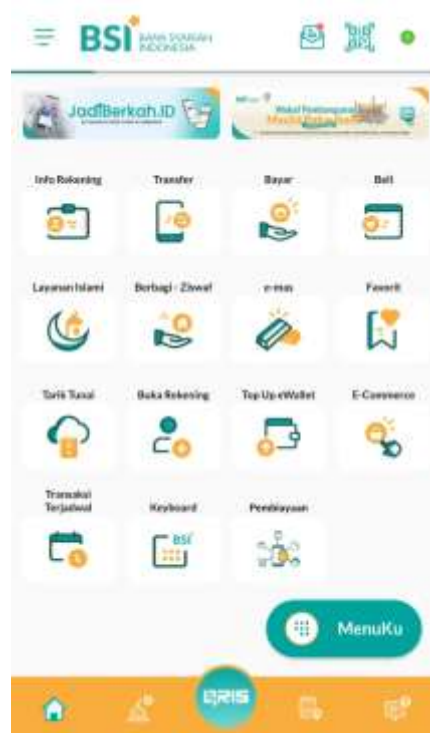 BSI BANK SYARIAH
INDONESIA
JadiBerkah.ID
Info Rekening Transfer Bayar Beli
Layanan Islami Berbagi - Ziswaf e-mas Favorit
Tarik Tunai Buka Rekening Top Up eWallet E-Commerce
Transaksi
Terjadwal Keyboard Pembiayaan
BSI
MenuKu
QRIS